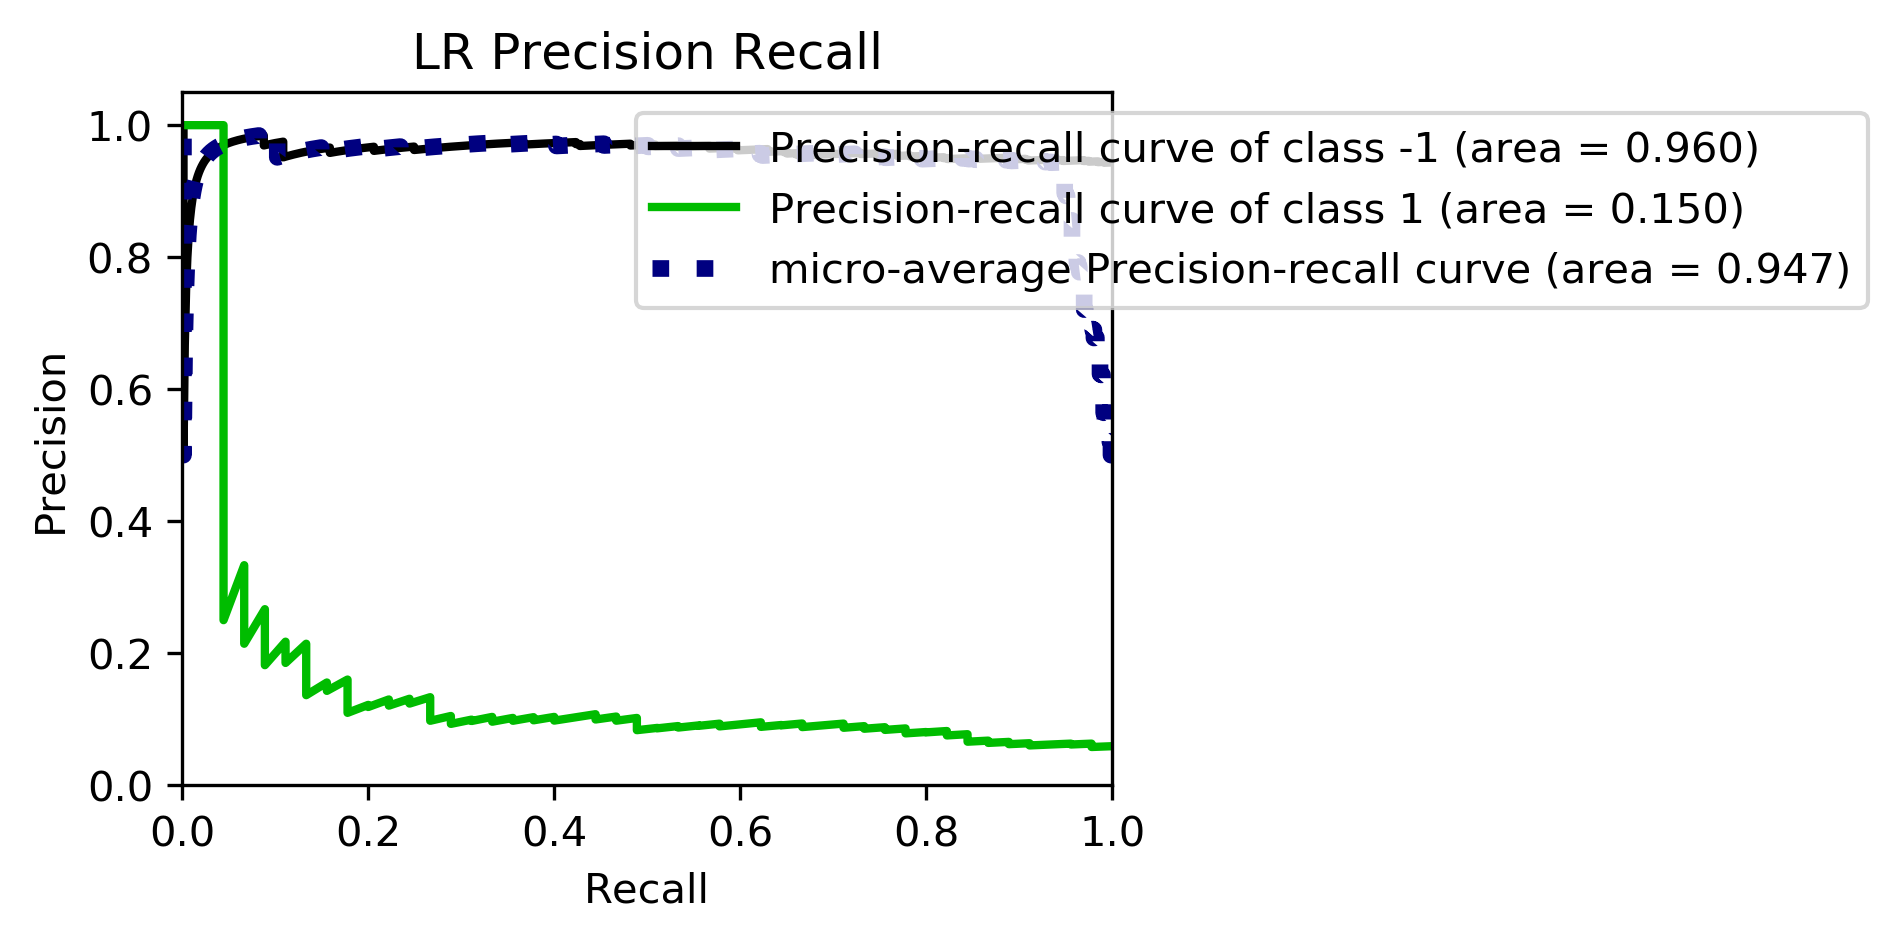 LR Precision Recall
Precision-recall curve of class -1 (area = 0.960)
Precision-recall curve of class 1 (area = 0.150)
micro-average Precision-recall curve (area = 0.947)
Precision
1.0
0.8
0.6
0.4
0.2
0.0
0.0 0.2 0.4 0.6 0.8 1.0
Recall